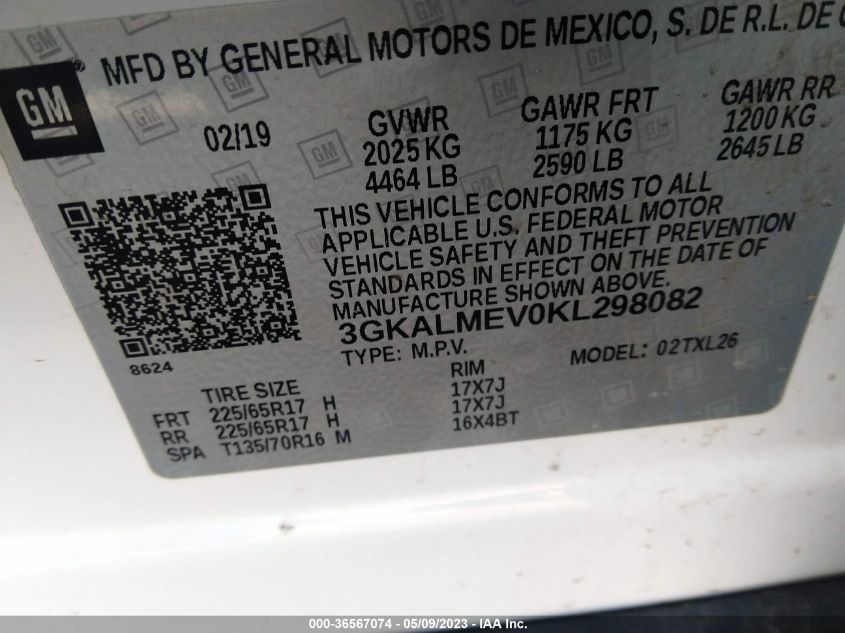 MFD BY GENERAL MOTORS DE MEXICO, S. DE R.L. DE
GM
02/19
GVWR GAWR FRT GAWR RR
2025 KG 1175 KG 1200 KG
4464 LB 2590 LB 2645 LB
THIS VEHICLE CONFORMS TO ALL
APPLICABLE U.S. FEDERAL MOTOR
VEHICLE SAFETY AND THEFT PREVENTION
STANDARDS IN EFFECT ON THE DATE OF
MANUFACTURE SHOWN ABOVE.
3GKALMEV0KL298082
TYPE: M.P.V. MODEL: 02TXL26
8624
TIRE SIZE RIM
FRT 225/65R17 H 17X7J
RR 225/65R17 H 17X7J
SPA T135/70R16 M 16X4BT
000-36567074 - 05/09/2023 - IAAI Inc.